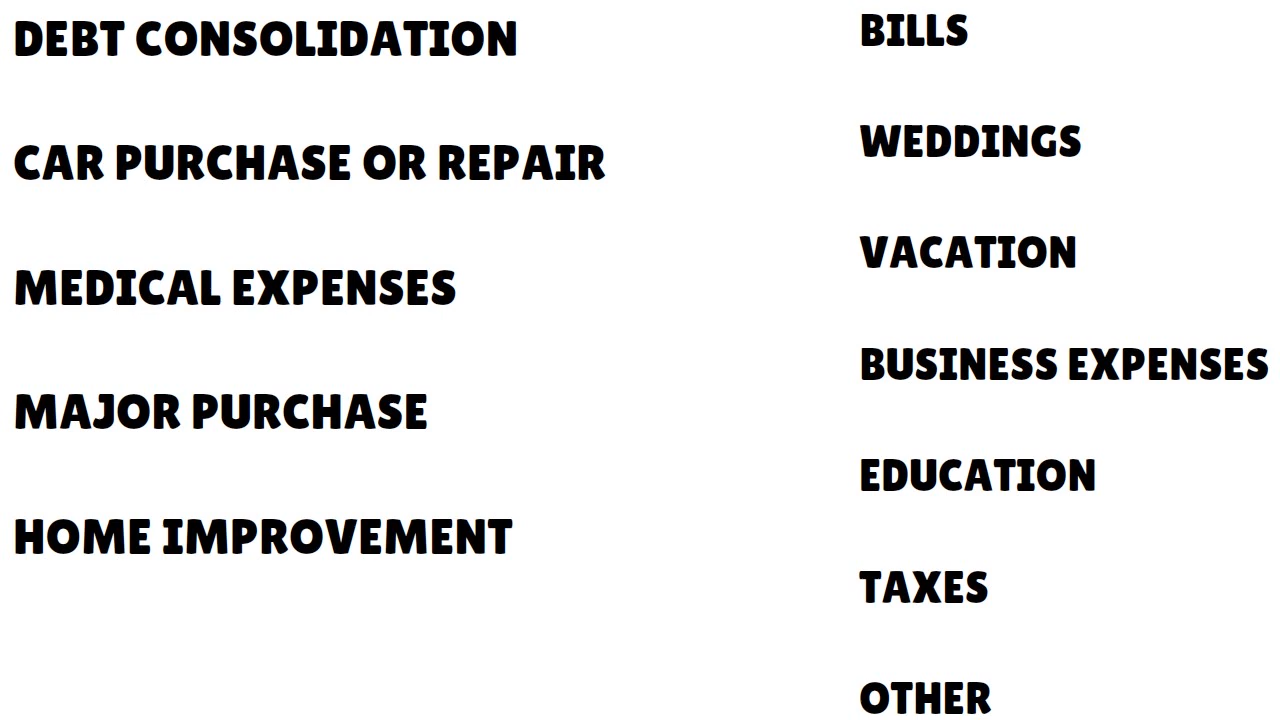 DEBT CONSOLIDATION
CAR PURCHASE OR REPAIR
MEDICAL EXPENSES
MAJOR PURCHASE
HOME IMPROVEMENT
BILLS
WEDDINGS
VACATION
BUSINESS EXPENSES
EDUCATION
TAXES
OTHER